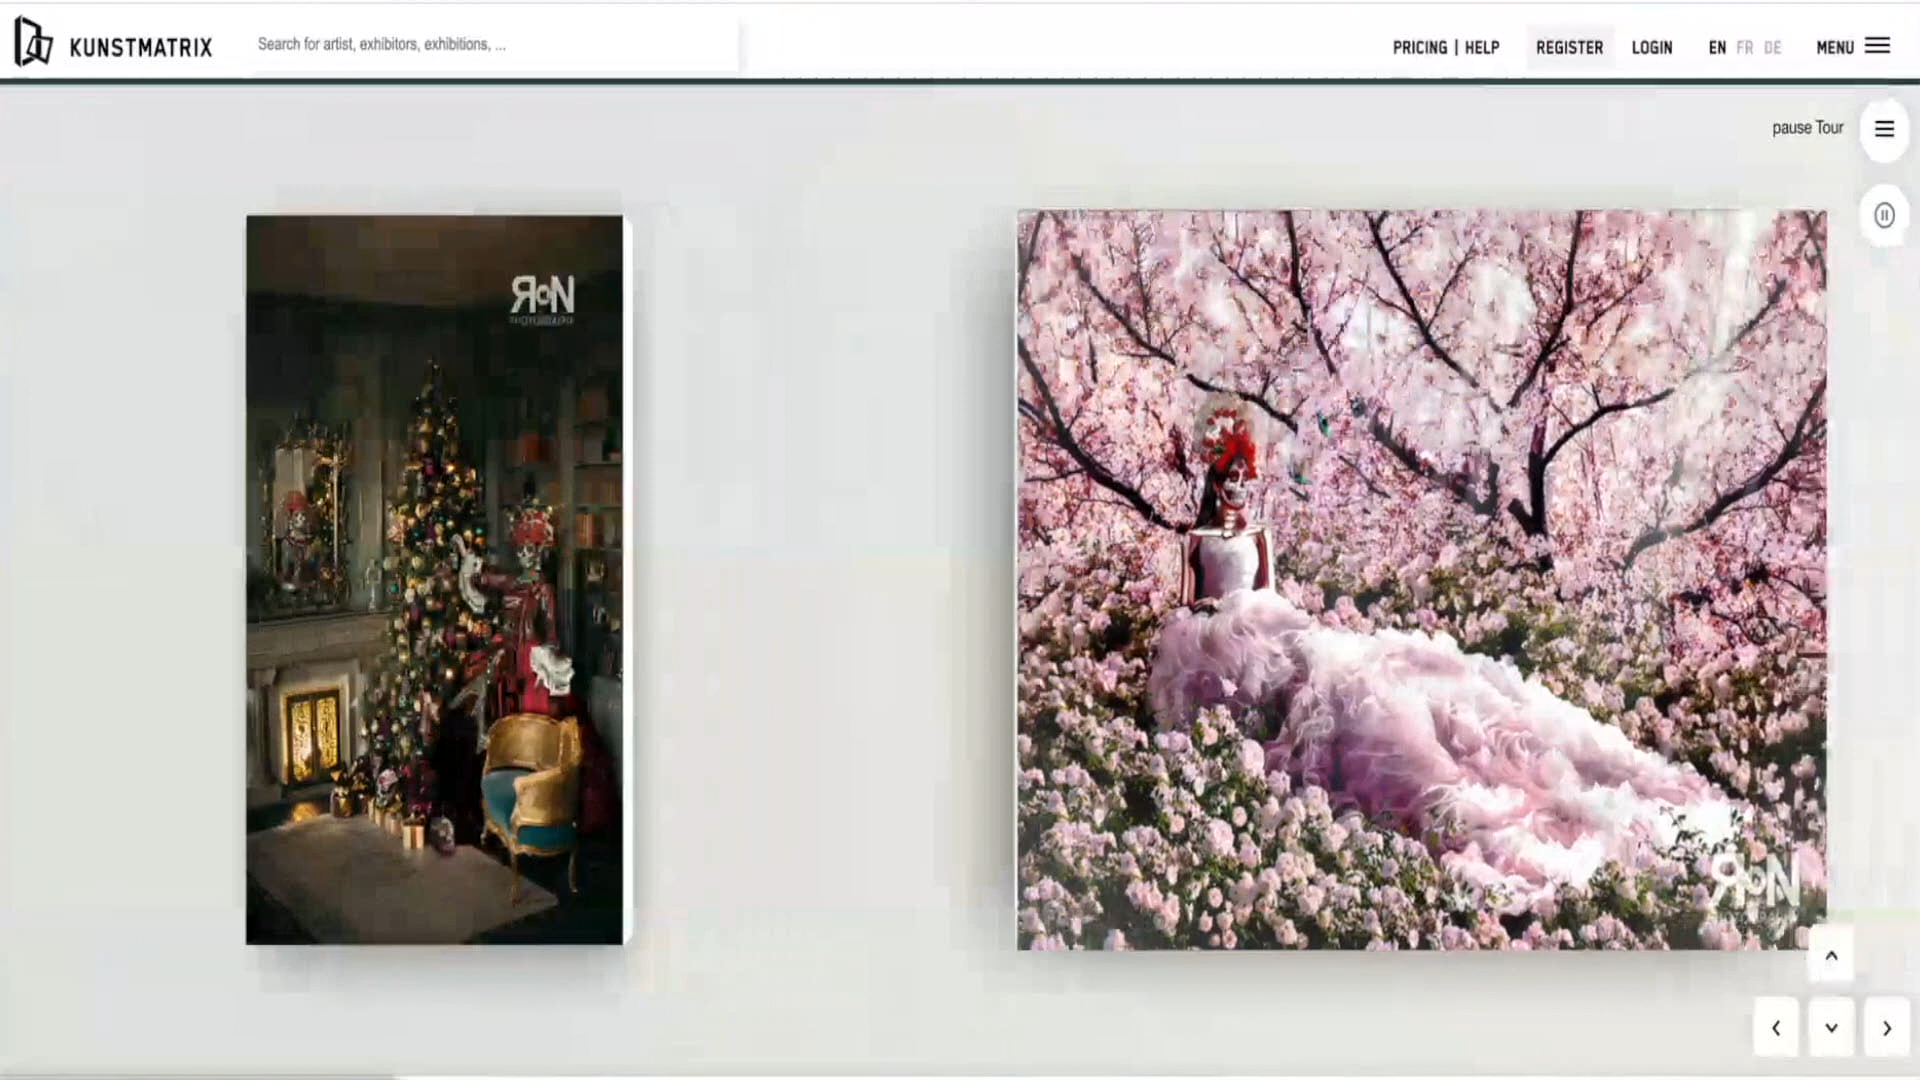 KUNSTMATRIX
Search for artist, exhibitors, exhibitions, ...
PRICING | HELP
REGISTER
LOGIN
EN FR DE
MENU
pause Tour
RoN
RoN